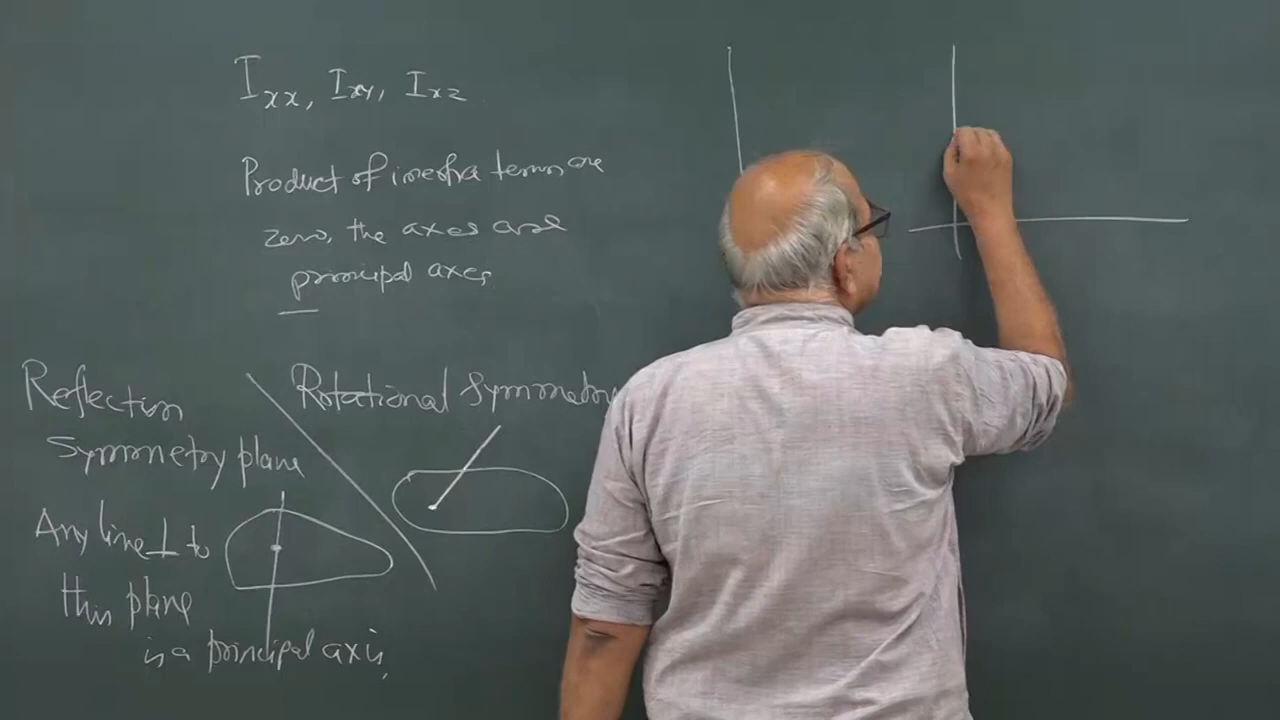 Ixx, Ixy, Ixz
Product of inertia terms are
zero, the axes are
principal axes
Reflection
Symmetry plane
Any line ⊥ to
this plane
is a principal axis,
Rotational Symmetry